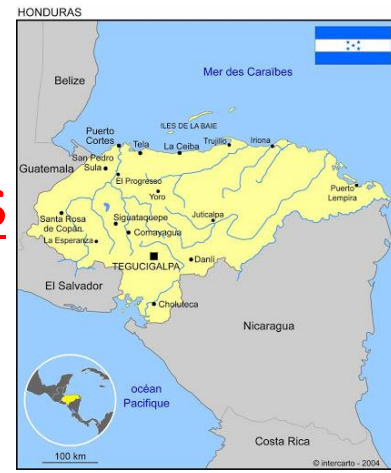 HONDURAS
Belize
Mer des Caraïbes
ILES DE LA BAIE
Puerto
Cortes
Tela
La Ceiba
Trujillo
Iriona
San Pedro
Sula
Guatemala
El Progresso
Yoro
Puerto
Lempira
S
Santa Rosa
de Copán
Siguataquepe
Juticalpa
La Esperanza
Comayagua
TEGUCIGALPA
Danli
El Salvador
Choluteca
Nicaragua
océan
Pacifique
Costa Rica
100 km
© intercarto - 2004